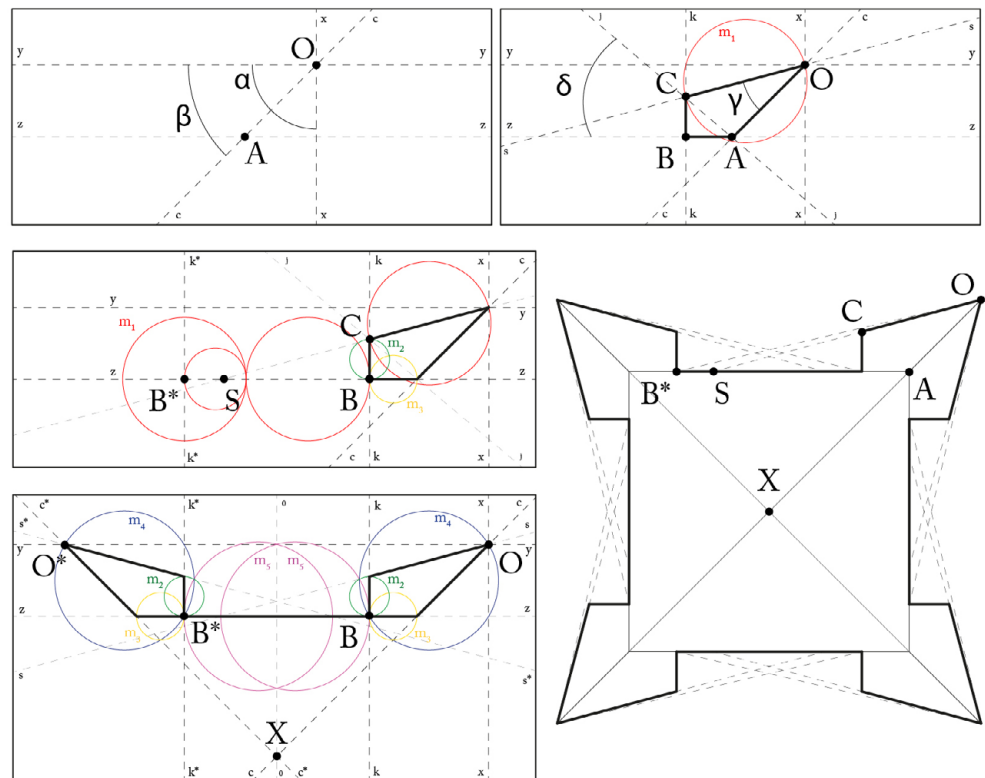 x c
O
y y
α
β
z z
A
c x
j k x c
s
m₁
y y
O
δ
C
γ
z z
s
B A
c k x j
k* j k x c
y y
m₁
C
m₂
z z
B* S B m₃
k* c k x j
c* k* 0 k x c
s* s
m₄ m₄
y y
O* O
m₅ m₅
m₂ m₂
z z
m₃ B* B m₃
s s*
X
k* c 0 c* k x
O
C
B* S A
X